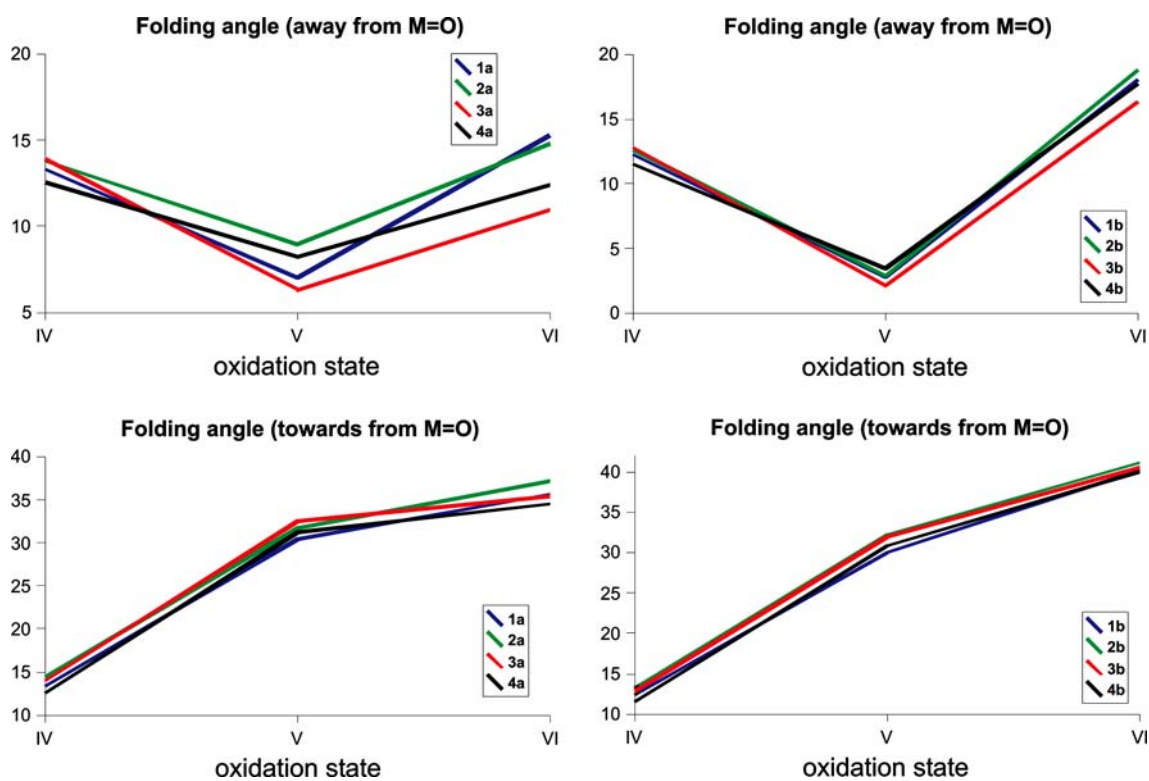 Folding angle (away from M=O)
20
15
10
5
1a
2a
3a
4a
IV
V
VI
oxidation state
Folding angle (away from M=O)
20
15
10
5
0
1b
2b
3b
4b
IV
V
VI
oxidation state
Folding angle (towards from M=O)
40
35
30
25
20
15
10
1a
2a
3a
4a
IV
V
VI
oxidation state
Folding angle (towards from M=O)
40
35
30
25
20
15
10
1b
2b
3b
4b
IV
V
VI
oxidation state